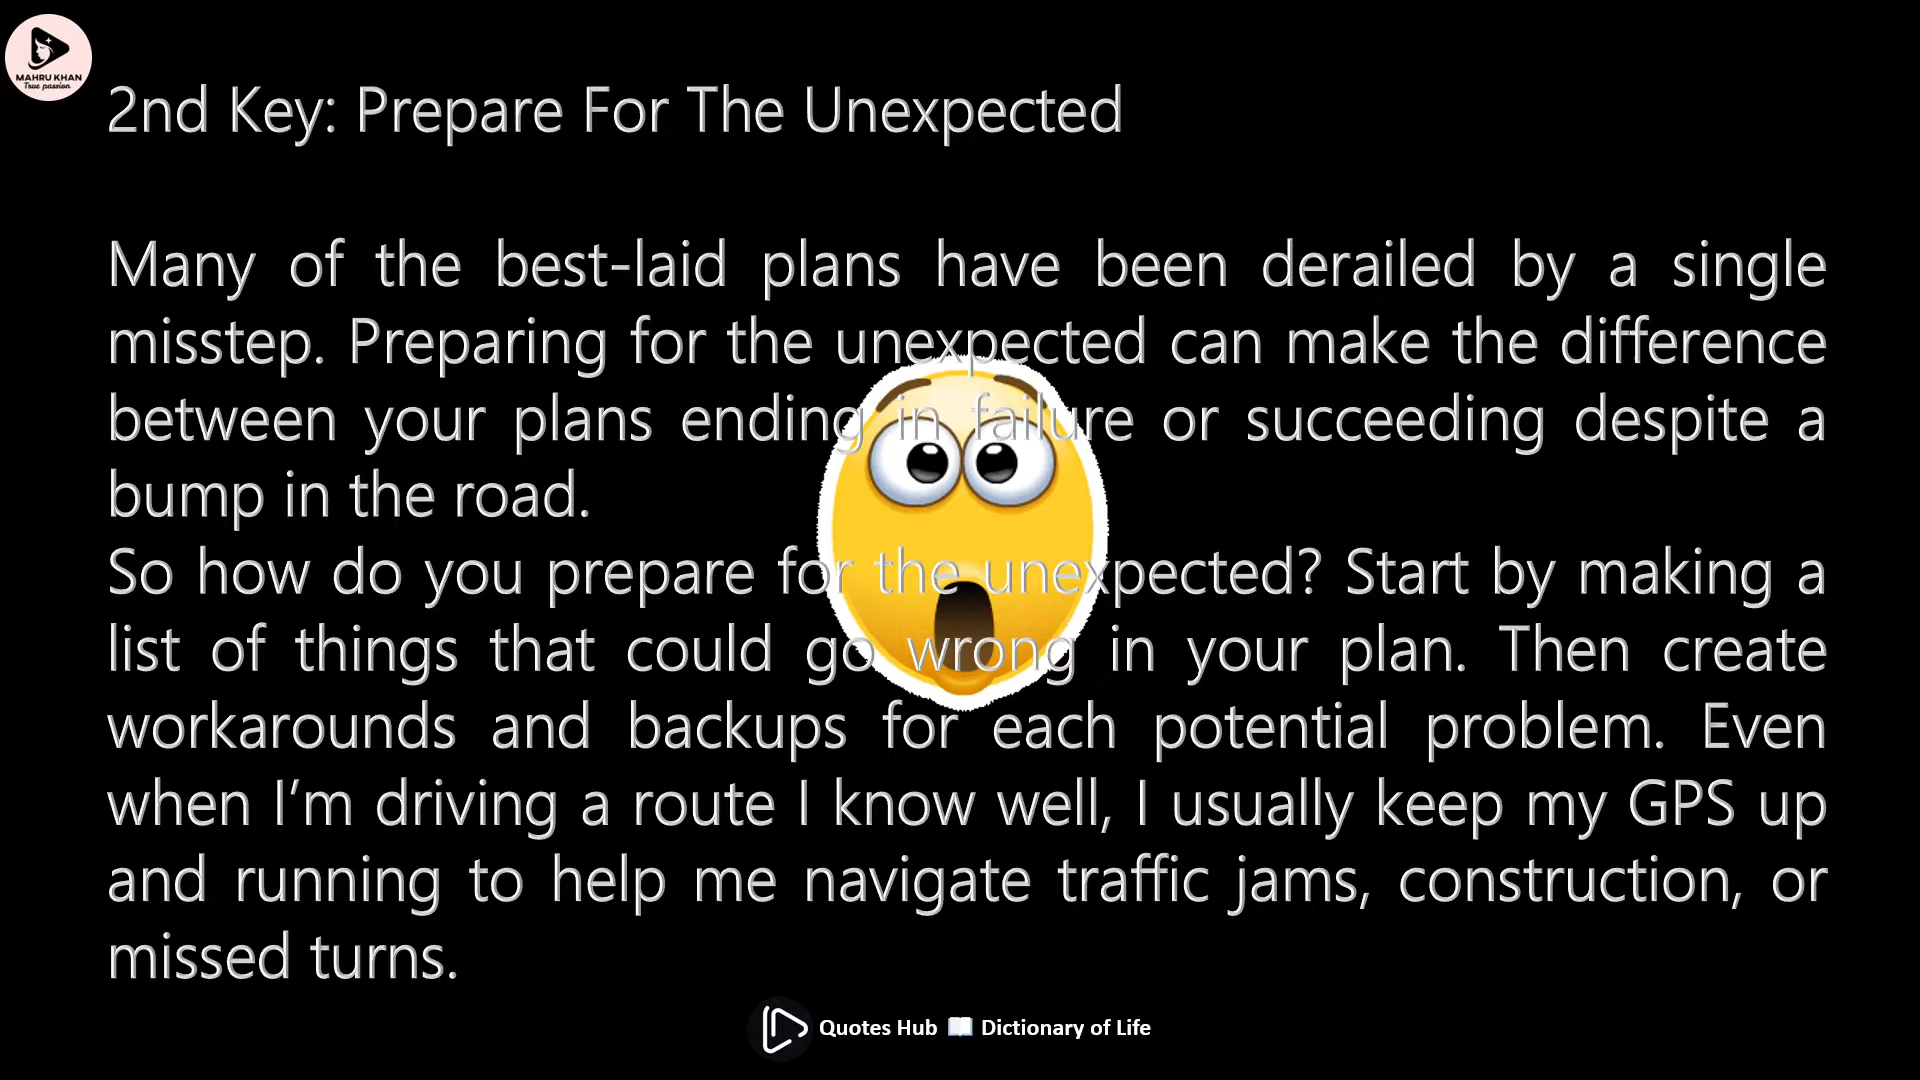 MAHRU KHAN
True passion
2nd Key: Prepare For The Unexpected
Many of the best-laid plans have been derailed by a single
misstep. Preparing for the unexpected can make the difference
between your plans ending in failure or succeeding despite a
bump in the road.
So how do you prepare for the unexpected? Start by making a
list of things that could go wrong in your plan. Then create
workarounds and backups for each potential problem. Even
when I’m driving a route I know well, I usually keep my GPS up
and running to help me navigate traffic jams, construction, or
missed turns.
Quotes Hub 📖 Dictionary of Life